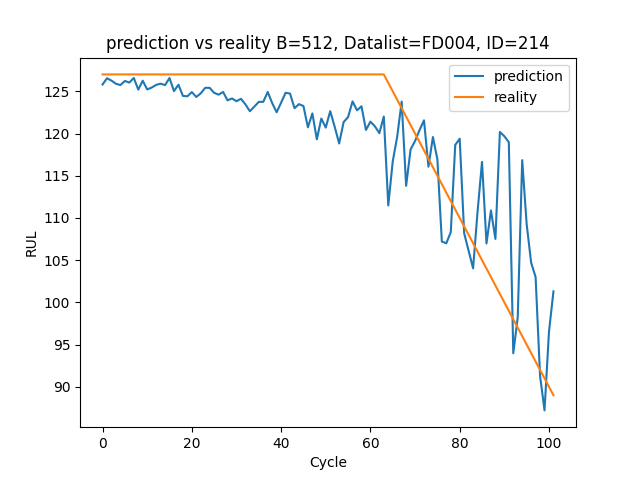 prediction vs reality B=512, Datalist=FD004, ID=214
prediction
reality
RUL
125
120
115
110
105
100
95
90
0 20 40 60 80 100
Cycle